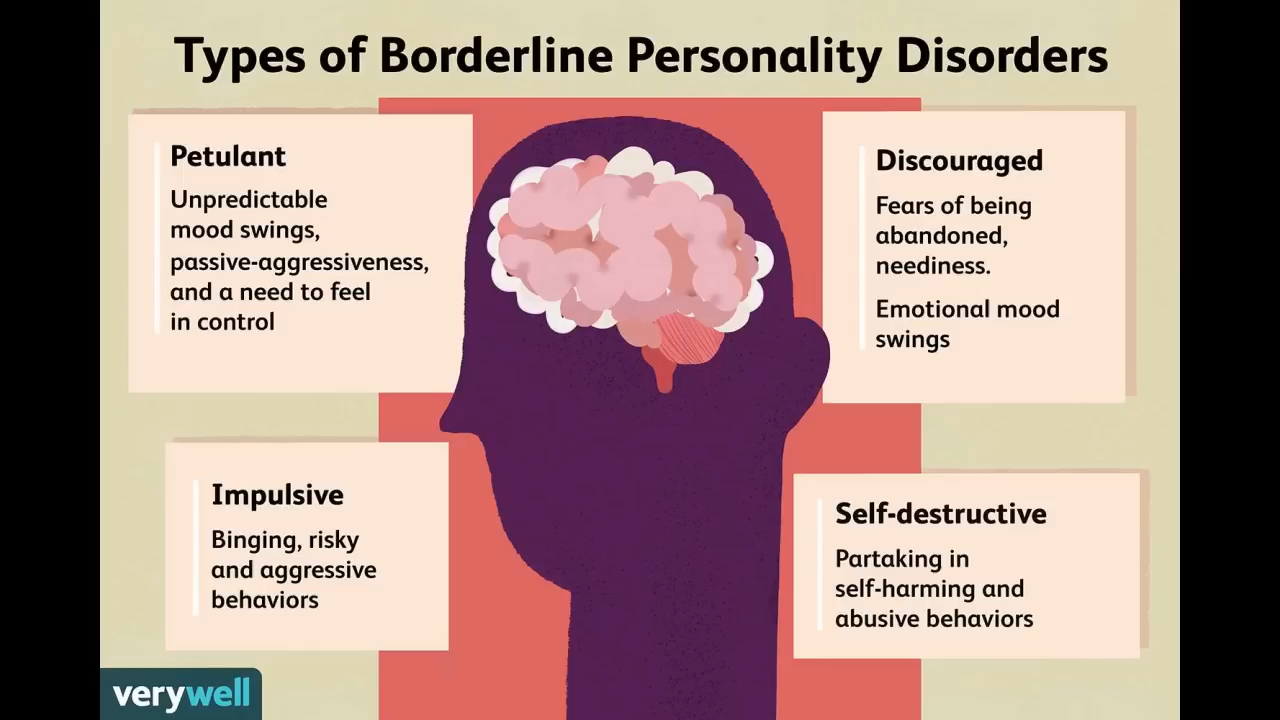 Types of Borderline Personality Disorders
Petulant
Unpredictable
mood swings,
passive-aggressiveness,
and a need to feel
in control
Discouraged
Fears of being
abandoned,
neediness.
Emotional mood
swings
Impulsive
Binging, risky
and aggressive
behaviors
Self-destructive
Partaking in
self-harming and
abusive behaviors
verywell